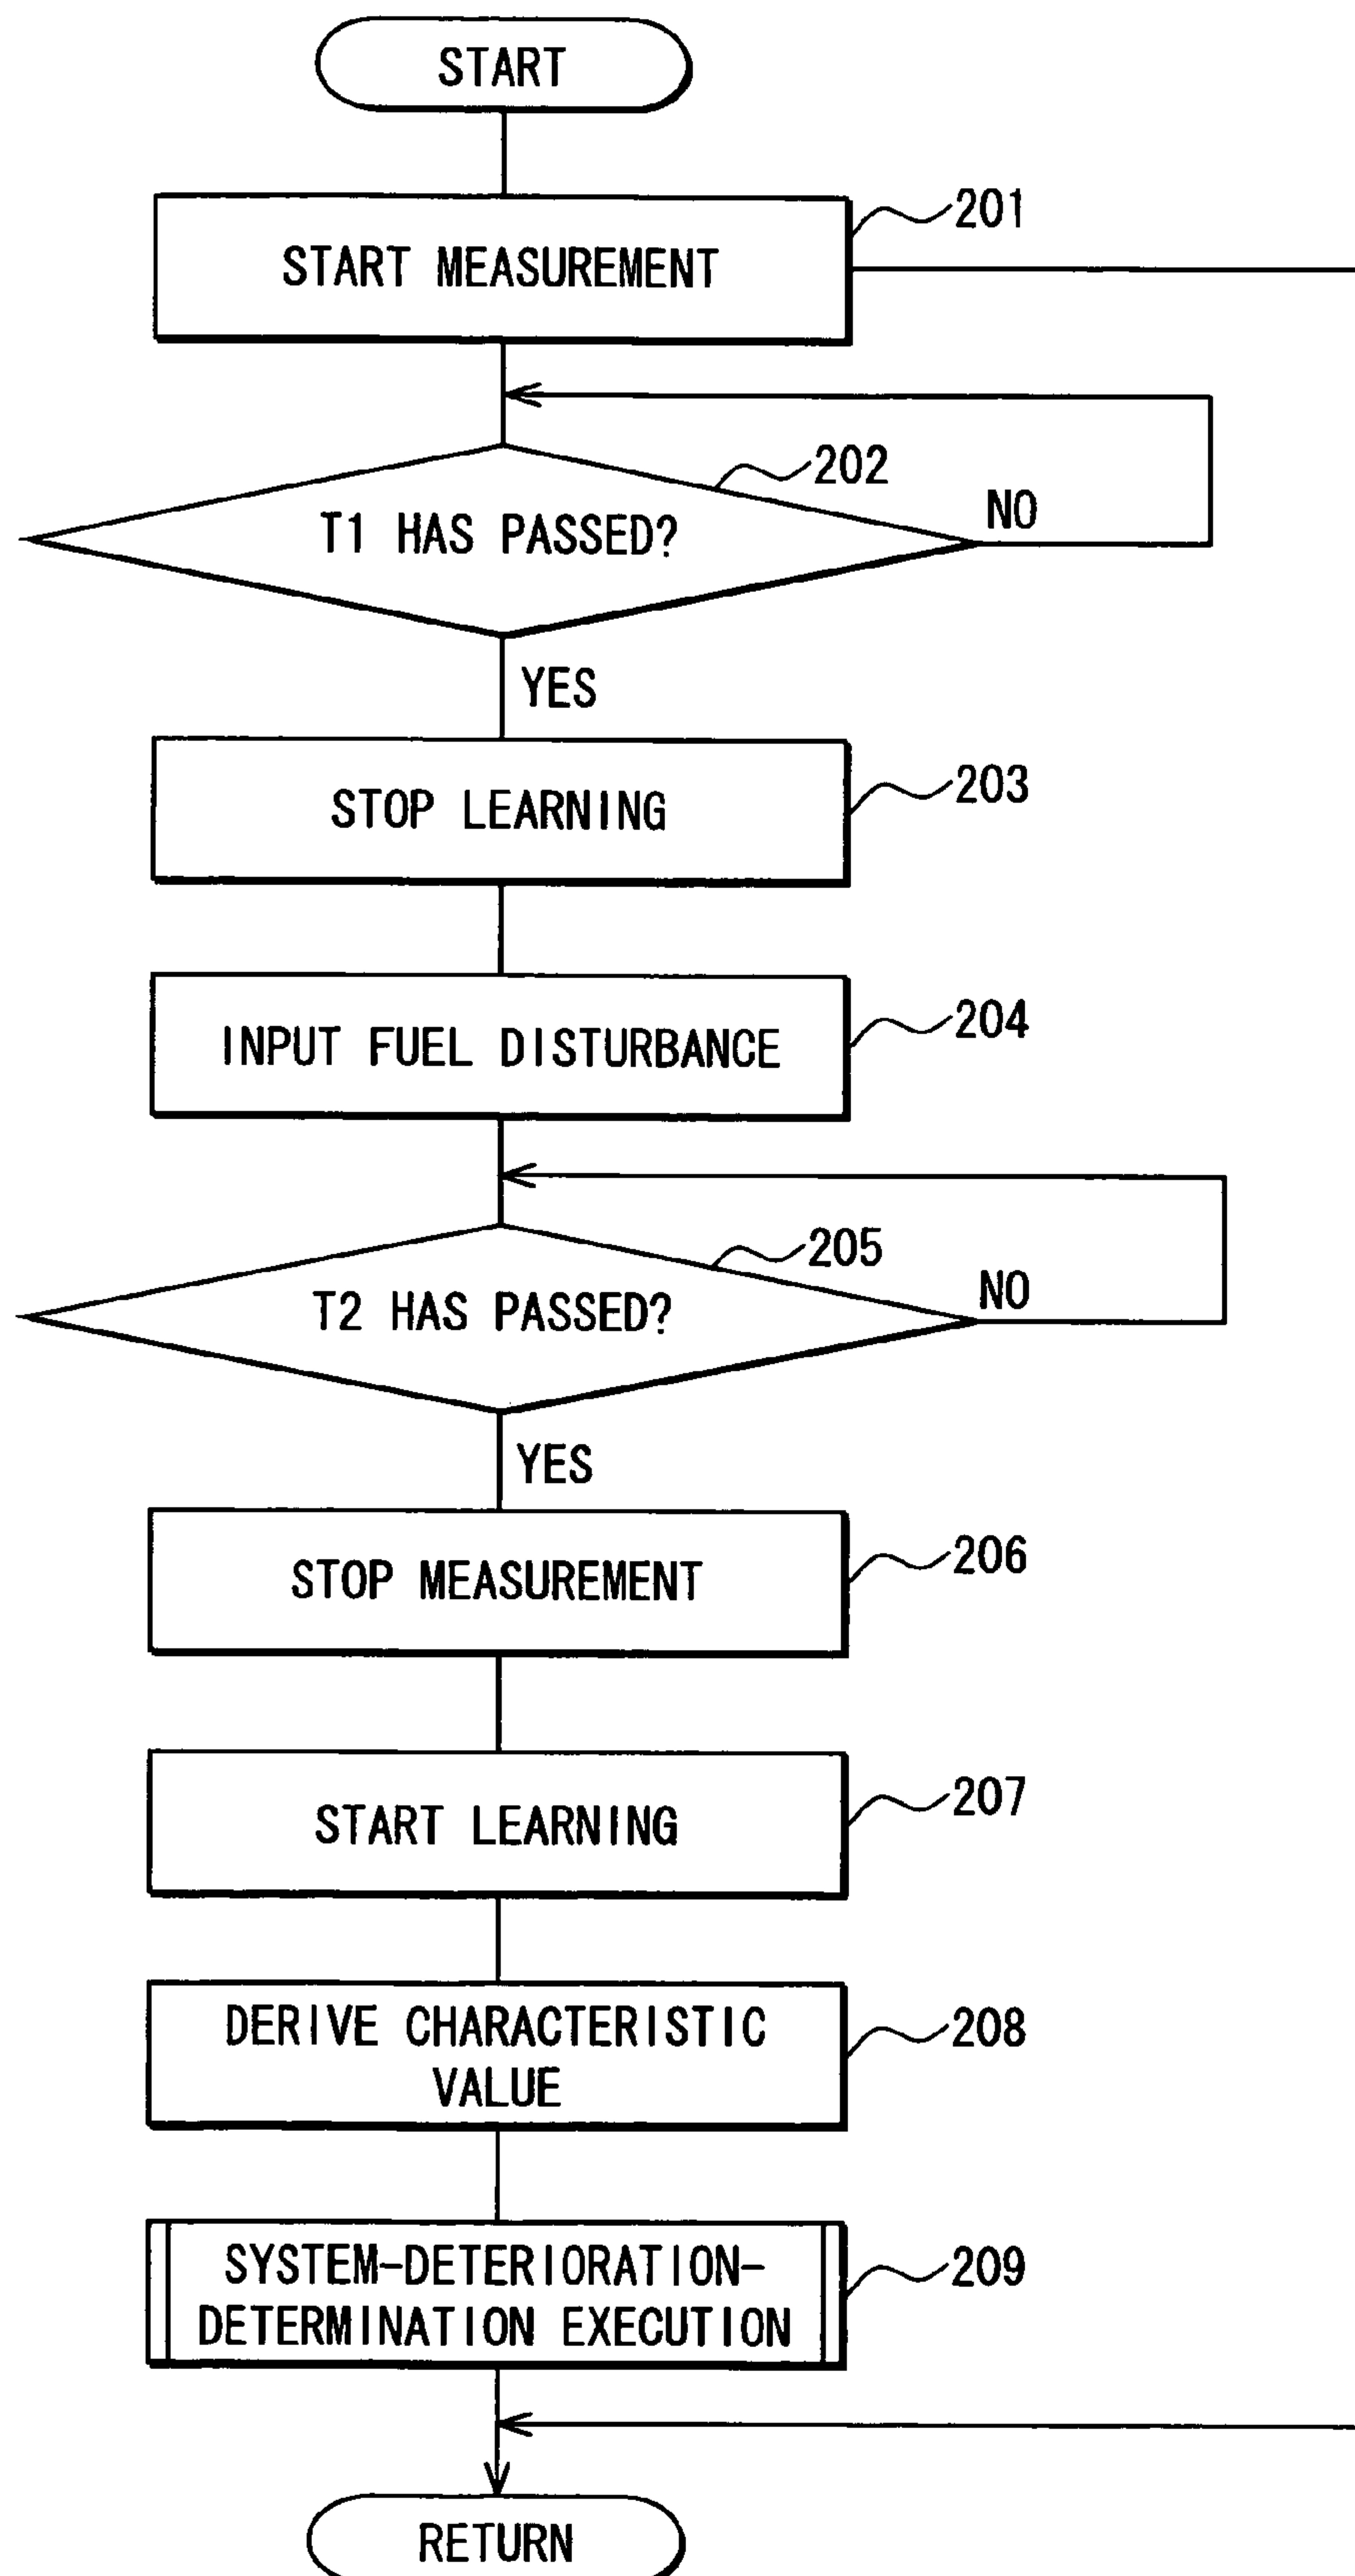 START
START MEASUREMENT
201
T1 HAS PASSED?
202
NO
YES
STOP LEARNING
203
INPUT FUEL DISTURBANCE
204
T2 HAS PASSED?
205
NO
YES
STOP MEASUREMENT
206
START LEARNING
207
DERIVE CHARACTERISTIC
VALUE
208
SYSTEM-DETERIORATION-
DETERMINATION EXECUTION
209
RETURN